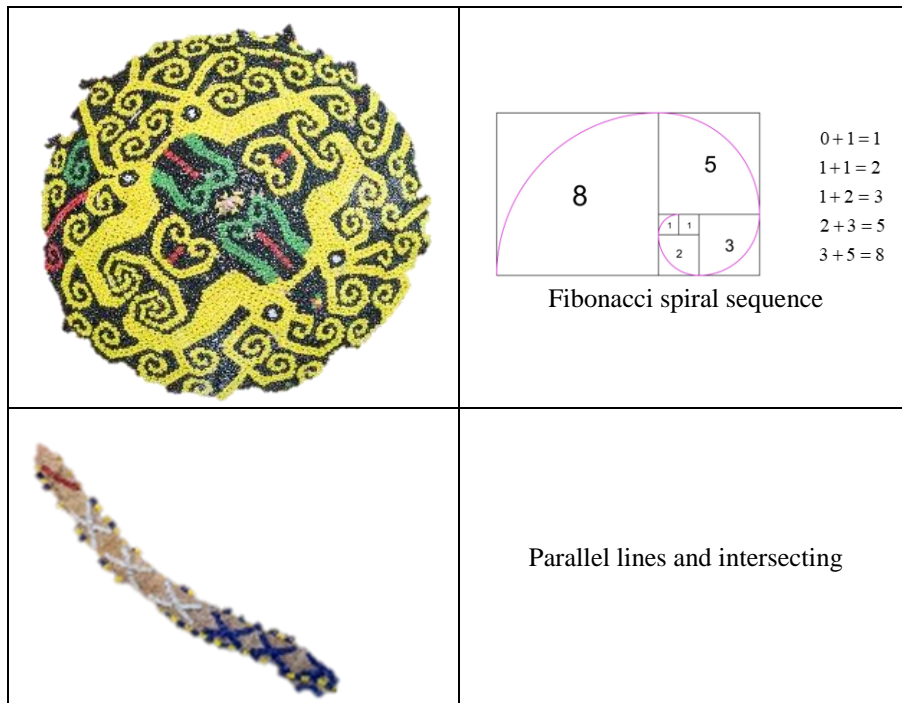 8
5
1 1
2
3
0 + 1 = 1
1 + 1 = 2
1 + 2 = 3
2 + 3 = 5
3 + 5 = 8
Fibonacci spiral sequence
Parallel lines and intersecting